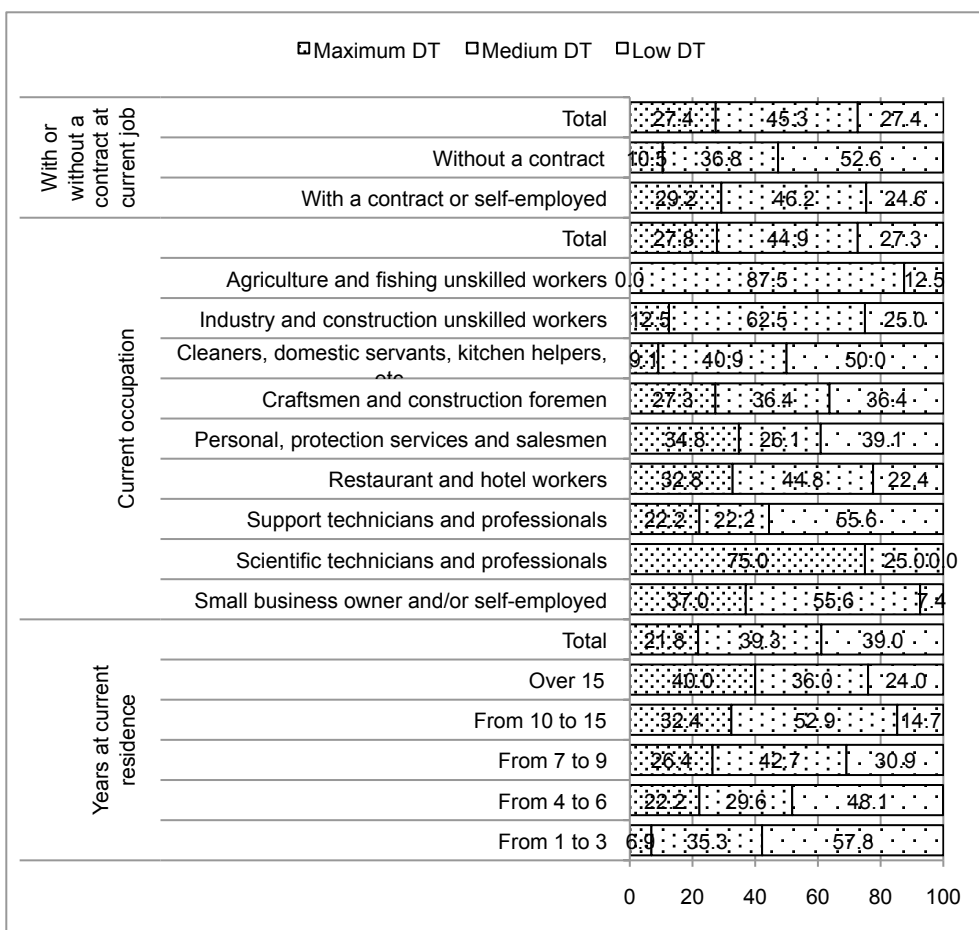 Maximum DT Medium DT Low DT
With or without a contract at current job
Total 27.4 45.3 27.4
Without a contract 10.5 36.8 52.6
With a contract or self-employed 29.2 46.2 24.6
Current occupation
Total 27.8 44.9 27.3
Agriculture and fishing unskilled workers 0.0 87.5 12.5
Industry and construction unskilled workers 12.5 62.5 25.0
Cleaners, domestic servants, kitchen helpers, 9.1 40.9 50.0
etc
Craftsmen and construction foremen 27.3 36.4 36.4
Personal, protection services and salesmen 34.8 26.1 39.1
Restaurant and hotel workers 32.8 44.8 22.4
Support technicians and professionals 22.2 22.2 55.6
Scientific technicians and professionals 75.0 25.0 0.0
Small business owner and/or self-employed 37.0 55.6 7.4
Years at current residence
Total 21.8 39.3 39.0
Over 15 40.0 36.0 24.0
From 10 to 15 32.4 52.9 14.7
From 7 to 9 26.4 42.7 30.9
From 4 to 6 22.2 29.6 48.1
From 1 to 3 6.9 35.3 57.8
0 20 40 60 80 100